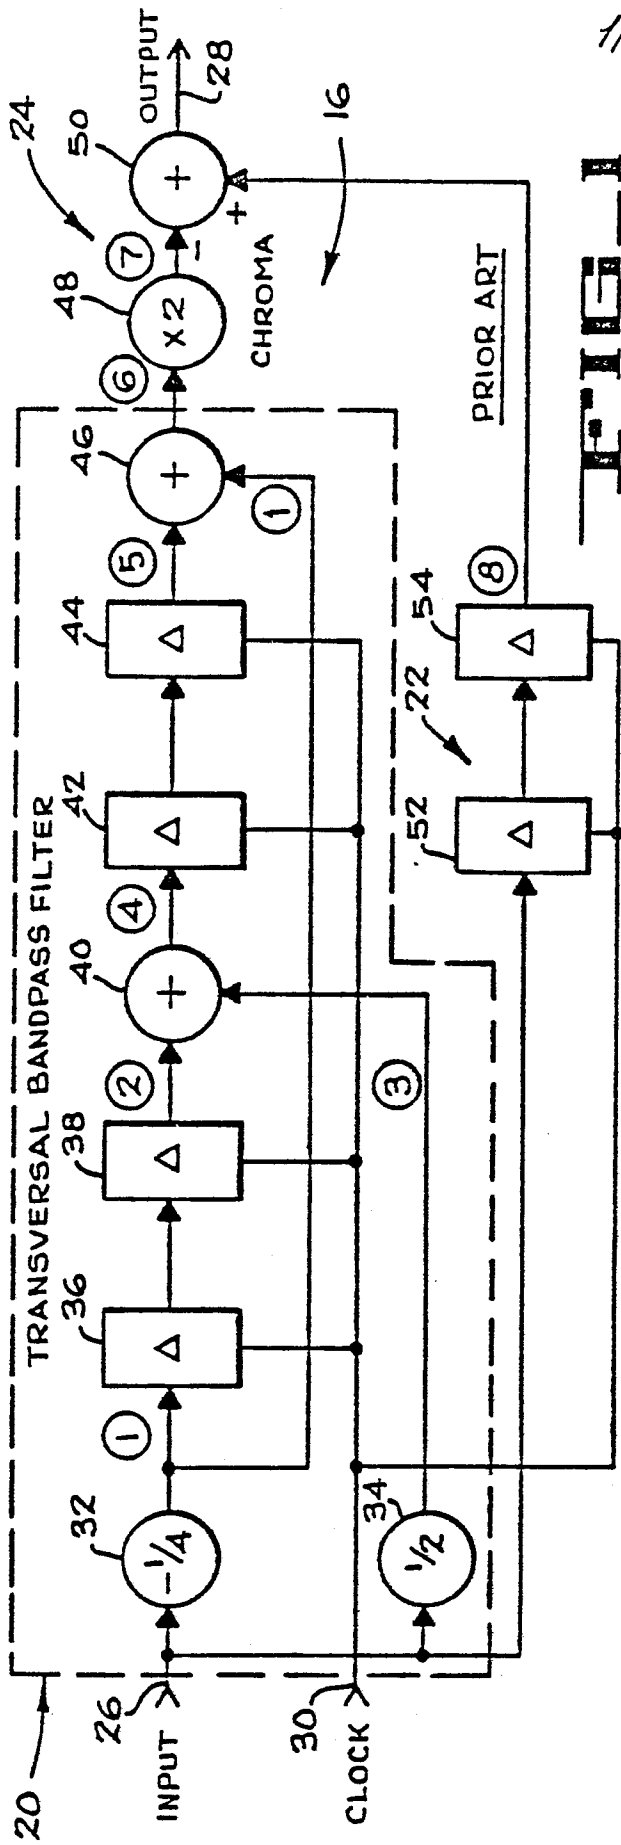 TRANSVERSAL BANDPASS FILTER
20
INPUT
26
32
-1/4
①
36
Δ
38
Δ
②
40
+
④
42
Δ
44
Δ
⑤
46
+
①
⑥
48
x2
⑦
-
CHROMA
24
50
+
+
OUTPUT
28
16
CLOCK
30
34
1/2
③
52
Δ
22
54
Δ
⑧
PRIOR ART
FIG_1